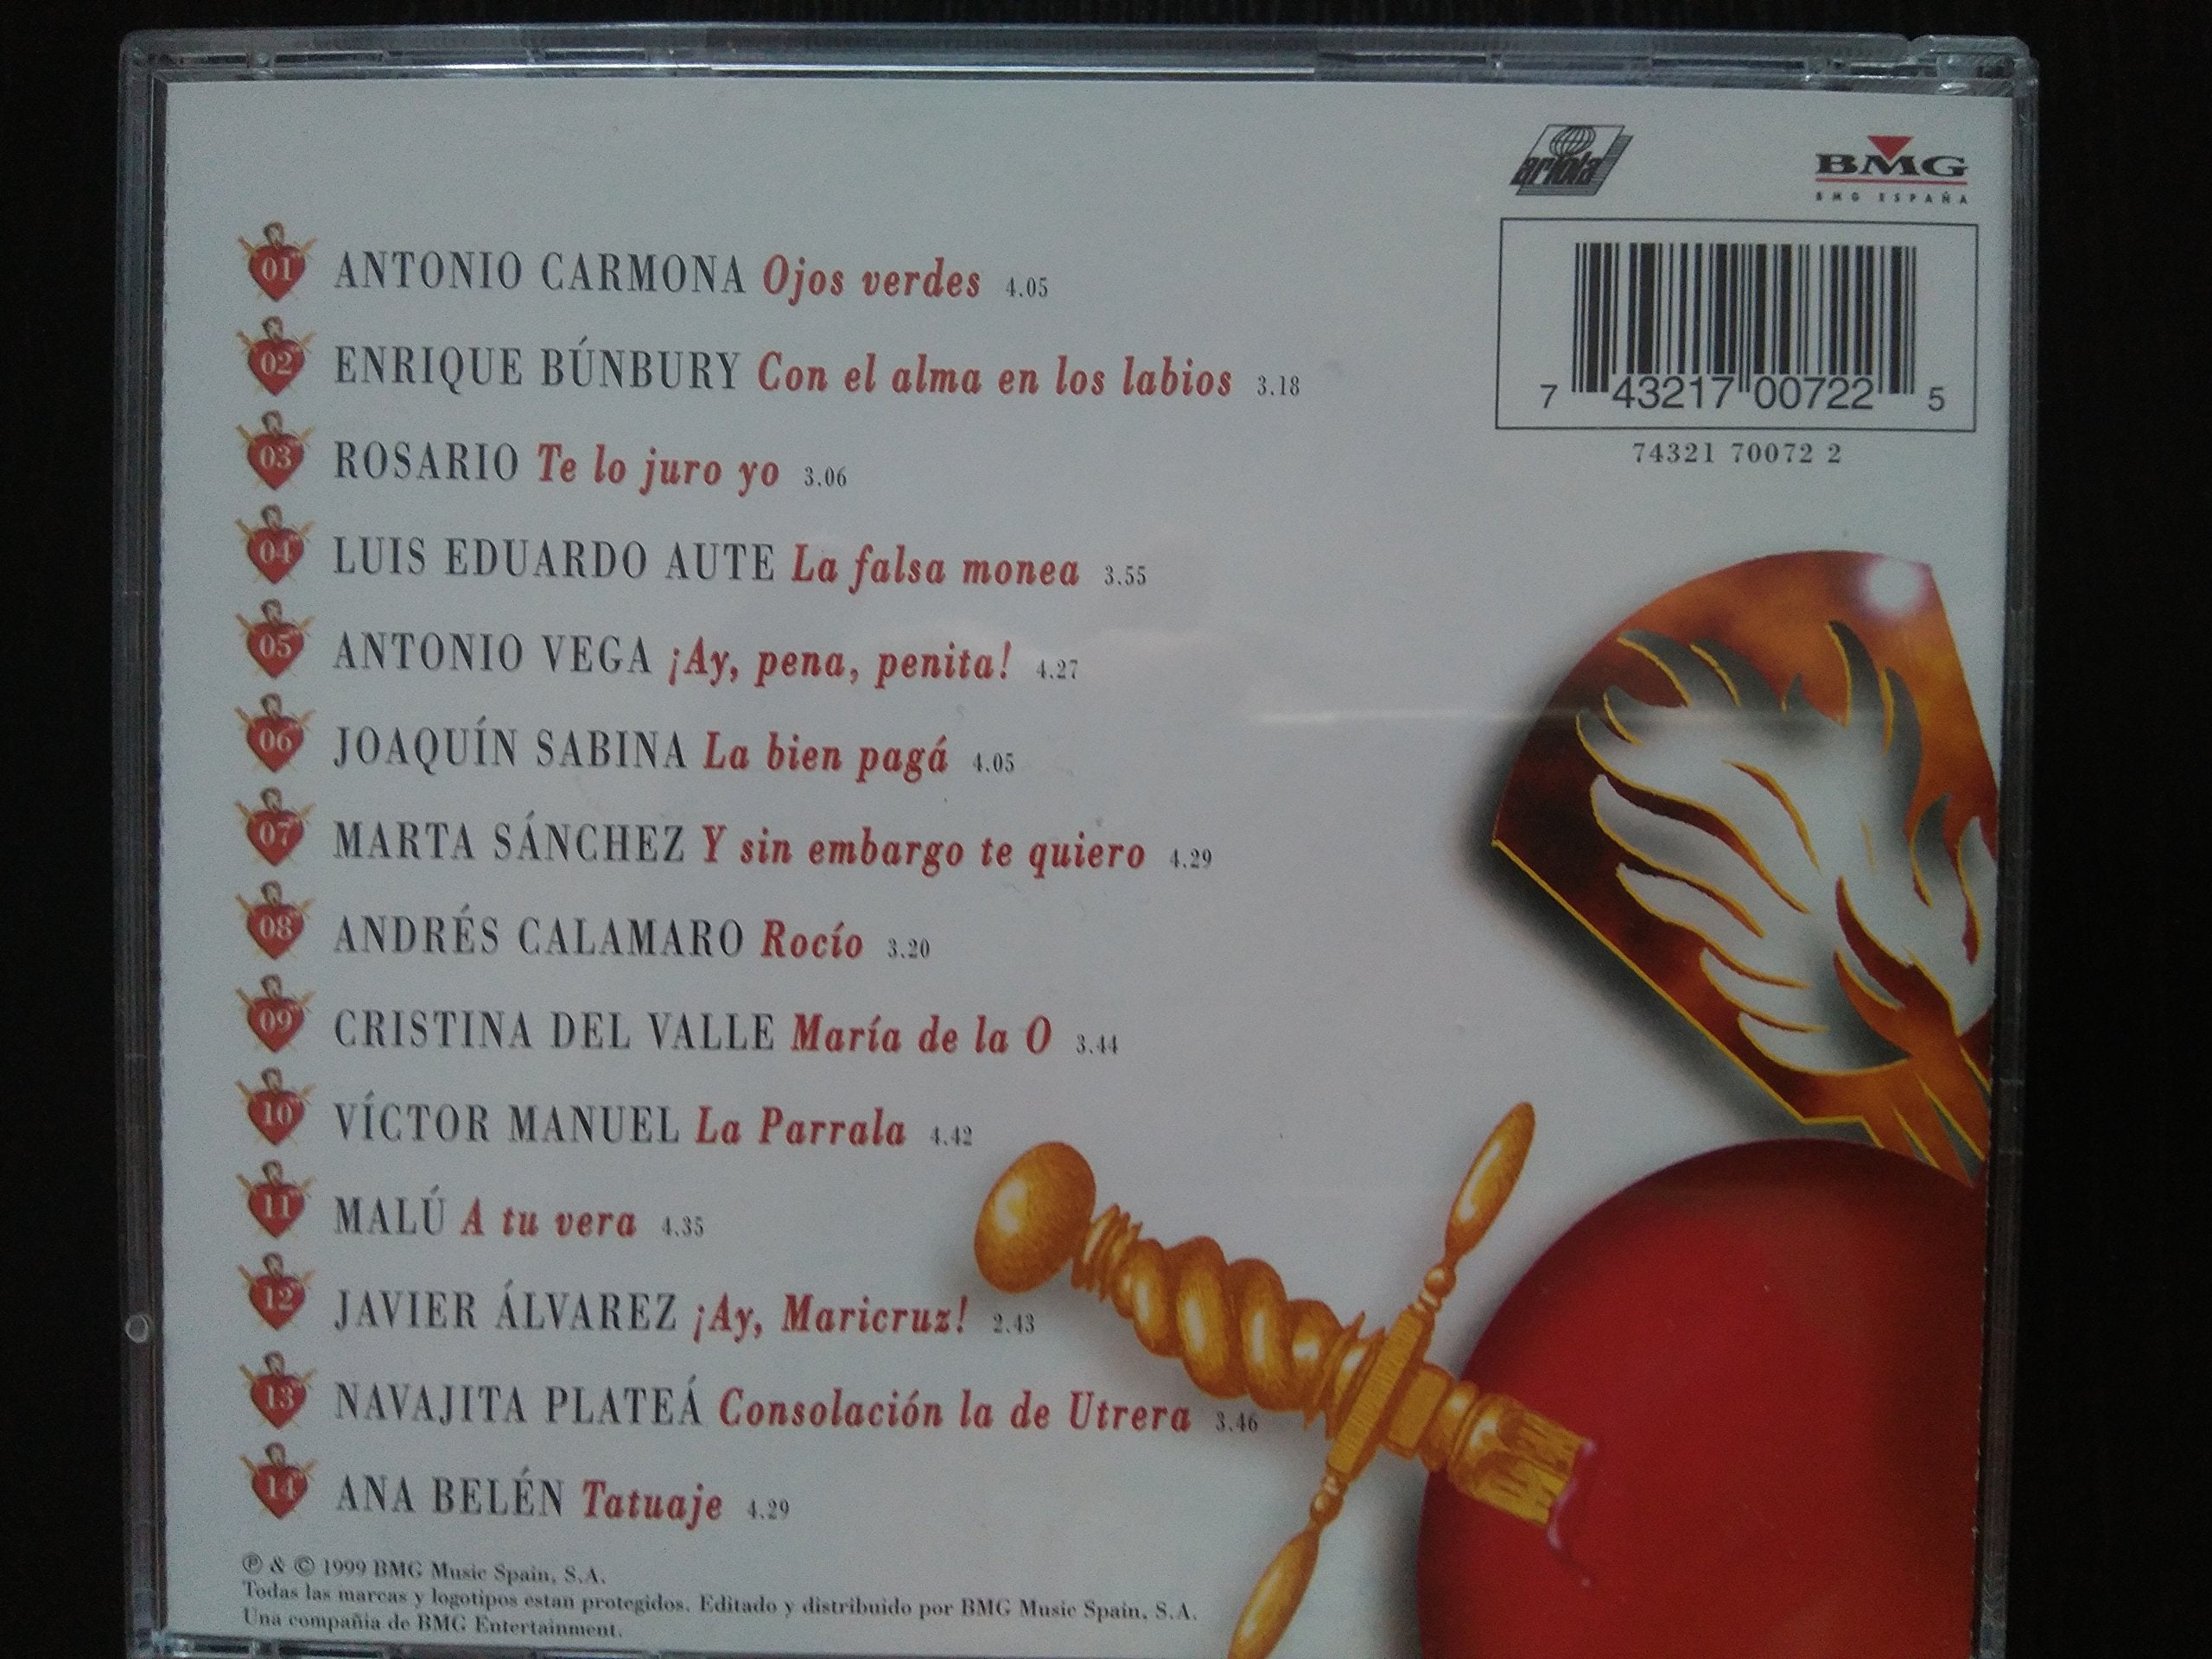 ariola
BMG
BMG ESPAÑA
7 43217 00722 5
74321 70072 2
01 ANTONIO CARMONA Ojos verdes 4.05
02 ENRIQUE BÚNBURY Con el alma en los labios 3.18
03 ROSARIO Te lo juro yo 3.06
04 LUIS EDUARDO AUTE La falsa monea 3.55
05 ANTONIO VEGA ¡Ay, pena, penita! 4.27
06 JOAQUÍN SABINA La bien pagá 4.05
07 MARTA SÁNCHEZ Y sin embargo te quiero 4.29
08 ANDRÉS CALAMARO Rocío 3.20
09 CRISTINA DEL VALLE María de la O 3.44
10 VÍCTOR MANUEL La Parrala 4.42
11 MALÚ A tu vera 4.35
12 JAVIER ÁLVAREZ ¡Ay, Maricruz! 2.43
13 NAVAJITA PLATEÁ Consolación la de Utrera 3.46
14 ANA BELÉN Tatuaje 4.29
℗ & © 1999 BMG Music Spain, S.A.
Todas las marcas y logotipos estan protegidos. Editado y distribuido por BMG Music Spain, S.A.
Una compañia de BMG Entertainment.